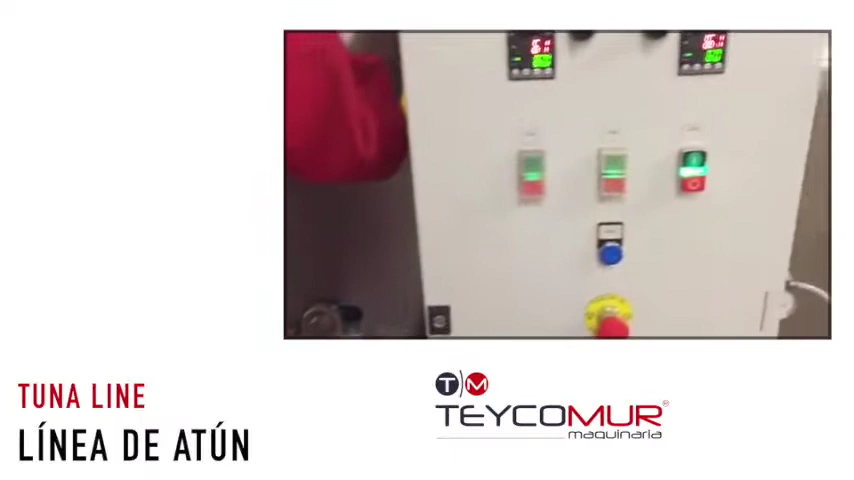 TUNA LINE
LÍNEA DE ATÚN
T M
TEYCOMUR®
maquinaria